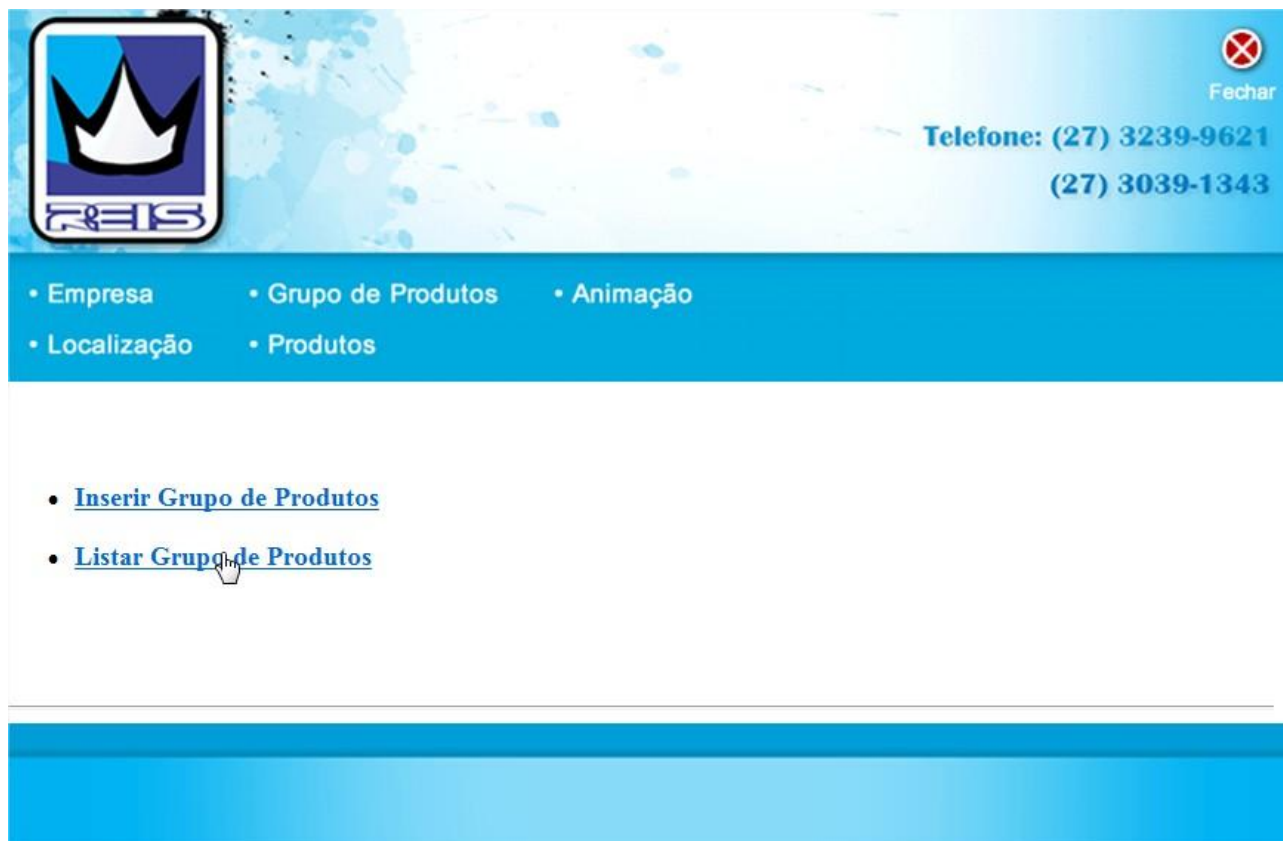 REIS
Fechar
Telefone: (27) 3239-9621
(27) 3039-1343
• Empresa • Grupo de Produtos • Animação
• Localização • Produtos
• Inserir Grupo de Produtos
• Listar Grupo de Produtos